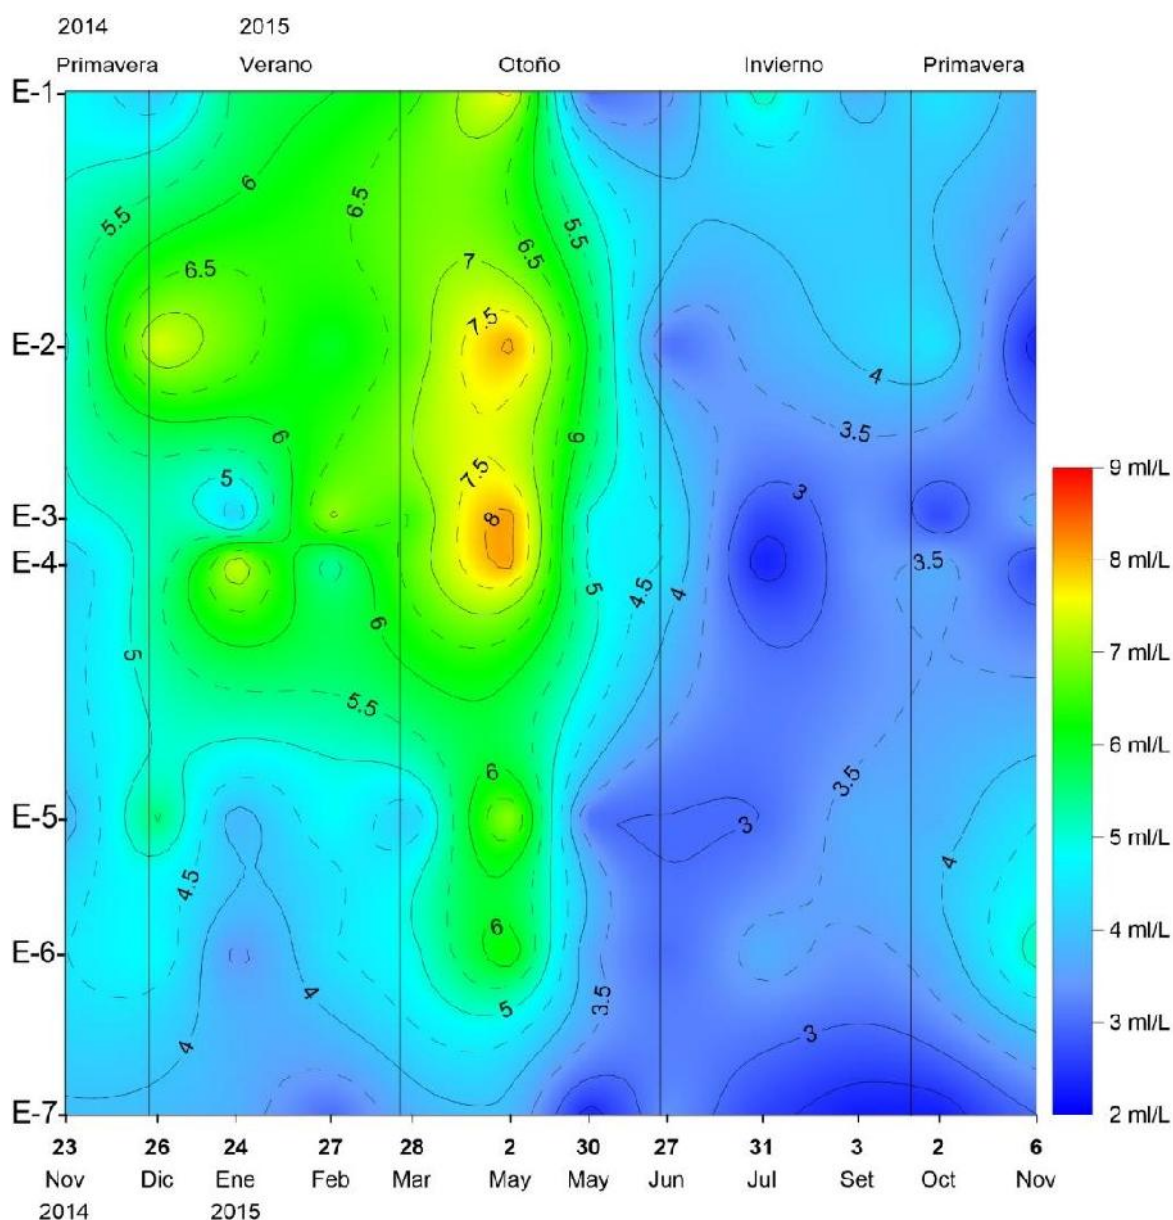 2014 2015
Primavera Verano Otoño Invierno Primavera
E-1
6
6.5
5.5
5.5
6.5
7
6.5
7.5
E-2
4
6
6
3.5
7.5
5
3
E-3
8
E-4
3.5
5
4.5
4
6
5
5.5
6
3.5
E-5
3
4
4.5
6
E-6
4
3.5
5
3
4
E-7
9 ml/L
8 ml/L
7 ml/L
6 ml/L
5 ml/L
4 ml/L
3 ml/L
2 ml/L
23 26 24 27 28 2 30 27 31 3 2 6
Nov Dic Ene Feb Mar May May Jun Jul Set Oct Nov
2014 2015